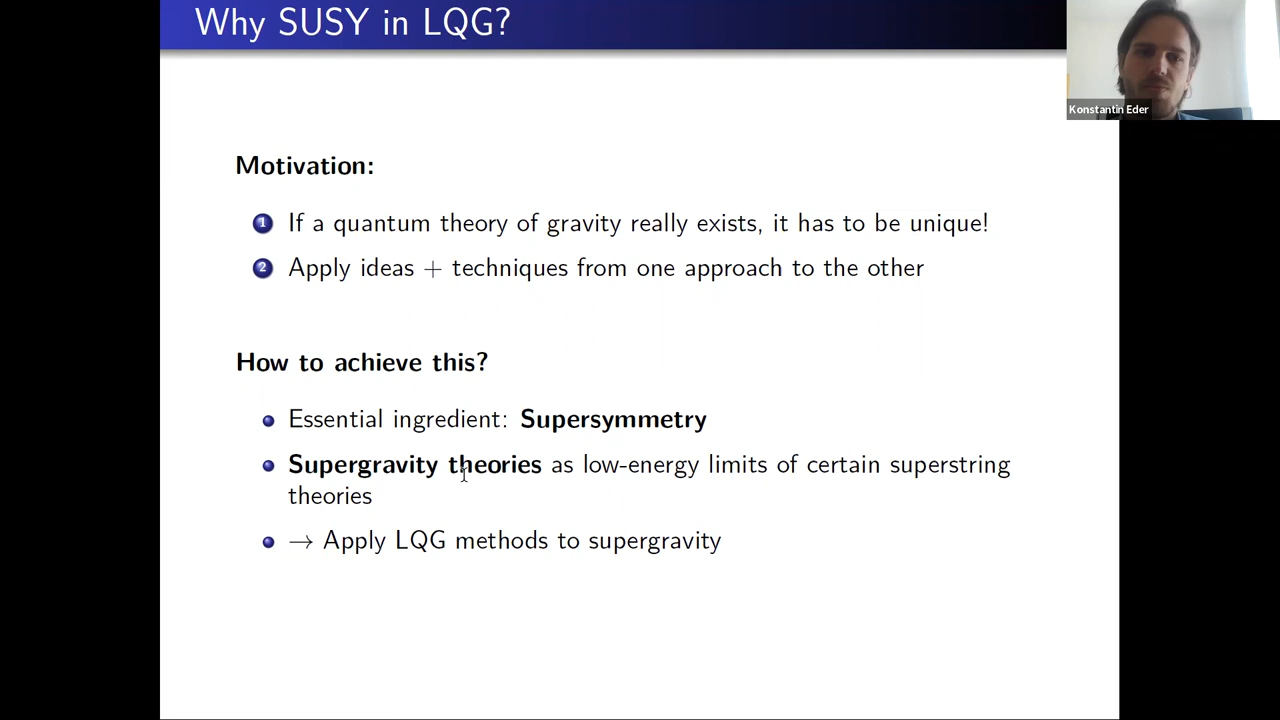 Why SUSY in LQG?
Konstantin Eder
Motivation:
1 If a quantum theory of gravity really exists, it has to be unique!
2 Apply ideas + techniques from one approach to the other
How to achieve this?
Essential ingredient: Supersymmetry
Supergravity theories as low-energy limits of certain superstring
theories
→ Apply LQG methods to supergravity